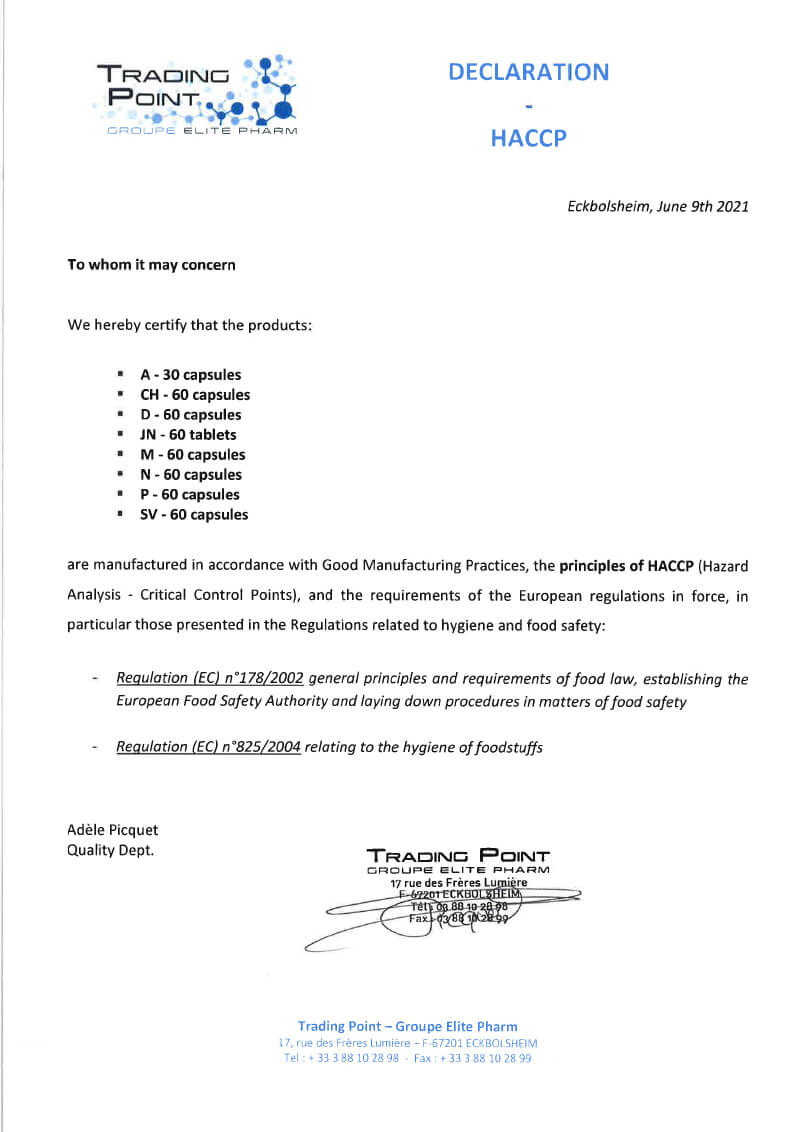 TRADING
POINT
GROUPE ELITE PHARM
DECLARATION
-
HACCP
Eckbolsheim, June 9th 2021
To whom it may concern
We hereby certify that the products:
▪ A - 30 capsules
▪ CH - 60 capsules
▪ D - 60 capsules
▪ JN - 60 tablets
▪ M - 60 capsules
▪ N - 60 capsules
▪ P - 60 capsules
▪ SV - 60 capsules
are manufactured in accordance with Good Manufacturing Practices, the principles of HACCP (Hazard
Analysis - Critical Control Points), and the requirements of the European regulations in force, in
particular those presented in the Regulations related to hygiene and food safety:
- Regulation (EC) n°178/2002 general principles and requirements of food law, establishing the
European Food Safety Authority and laying down procedures in matters of food safety
- Regulation (EC) n°825/2004 relating to the hygiene of foodstuffs
Adèle Picquet
Quality Dept.
TRADING POINT
GROUPE ELITE PHARM
17 rue des Frères Lumière
F-67201 ECKBOLSHEIM
Tél. 03 88 10 28 98
Fax. 03 88 10 28 99
Trading Point – Groupe Elite Pharm
17, rue des Frères Lumière – F-67201 ECKBOLSHEIM
Tel : + 33 3 88 10 28 98 - Fax : + 33 3 88 10 28 99